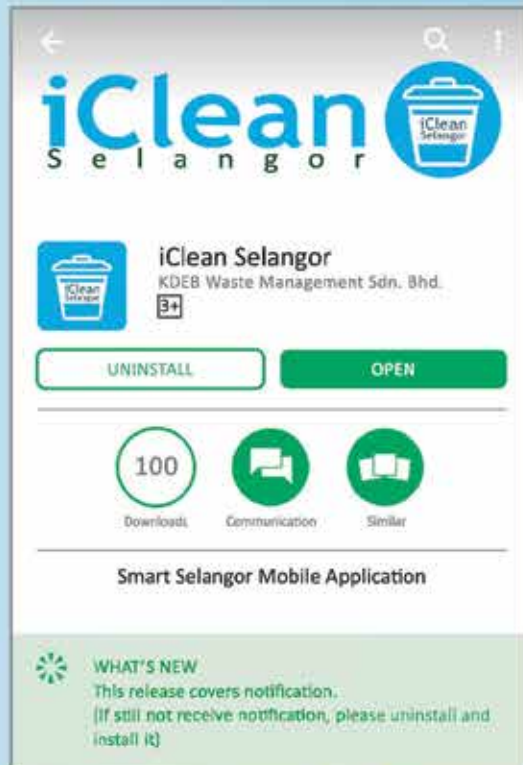 iClean
Selangor
iClean
Selangor
iClean Selangor
KDEB Waste Management Sdn. Bhd.
3+
iClean
Selangor
UNINSTALL
OPEN
100
Downloads
Communication
Similar
Smart Selangor Mobile Application
WHAT'S NEW
This release covers notification.
(If still not receive notification, please uninstall and
install it)